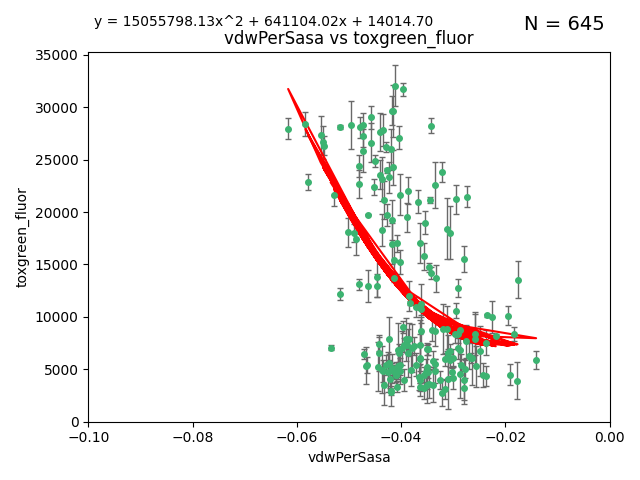 y = 15055798.13x^2 + 641104.02x + 14014.70
N = 645
vdwPerSasa vs toxgreen_fluor
35000
30000
25000
20000
15000
10000
5000
0
toxgreen_fluor
−0.10 −0.08 −0.06 −0.04 −0.02 0.00
vdwPerSasa